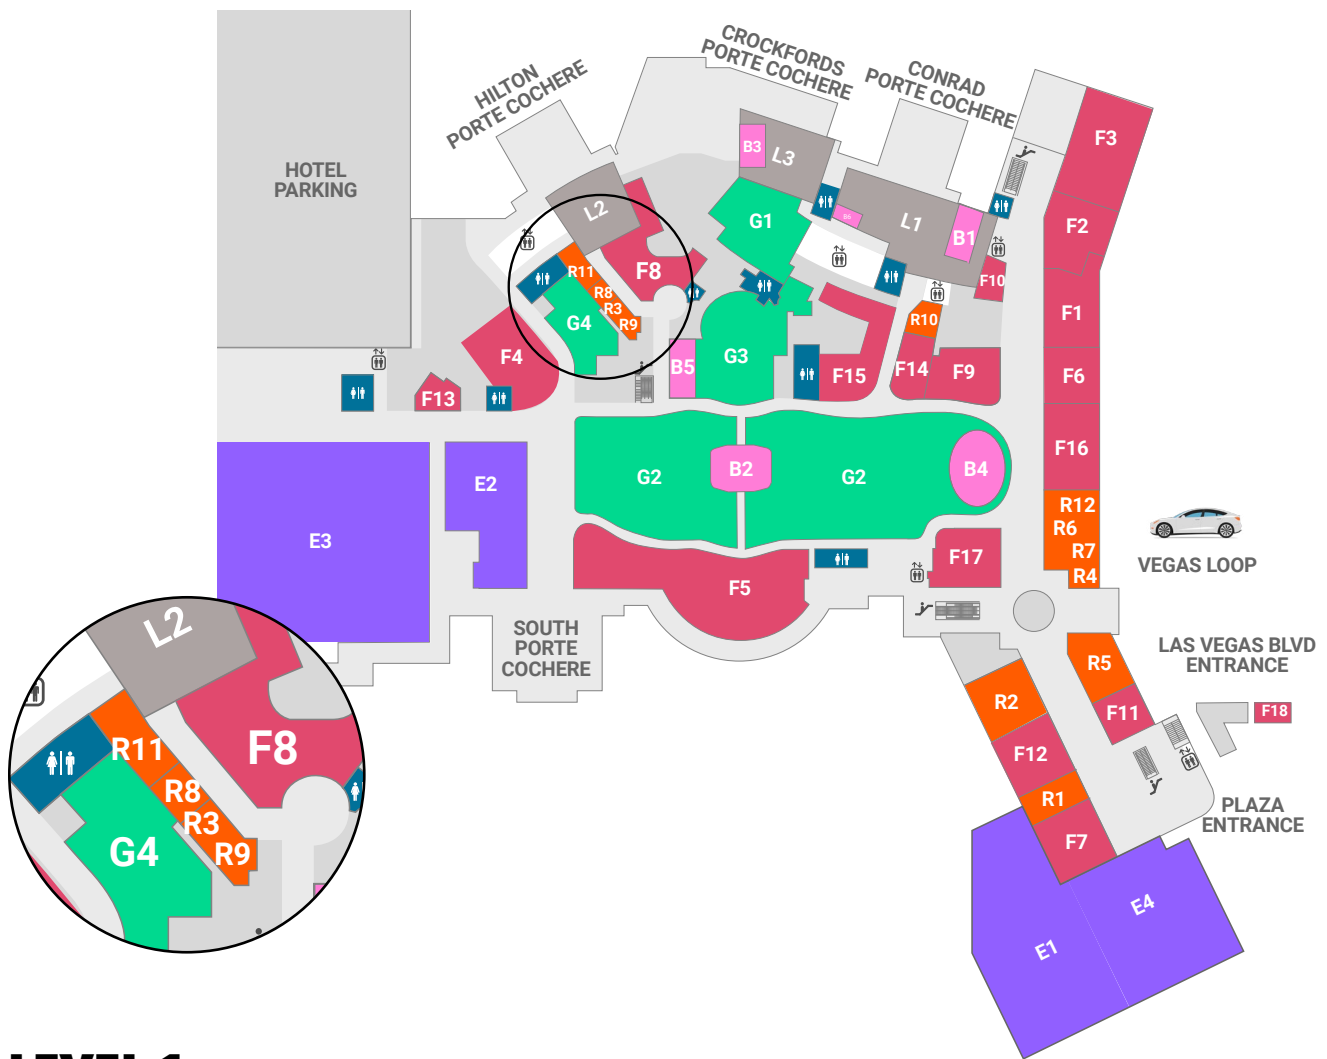 CROCKFORDS
PORTE COCHERE
CONRAD
PORTE COCHERE
HILTON
PORTE COCHERE
HOTEL
PARKING
F3
B3
L3
L2
G1
B6
L1
B1
F2
R11
F8
F10
R8
R3
R9
G4
R10
F1
F4
G3
B5
F15
F14
F9
F6
F13
G2
B2
G2
B4
F16
E2
E3
R12
R6
R7
R4
VEGAS LOOP
F17
F5
SOUTH
PORTE
COCHERE
LAS VEGAS BLVD
ENTRANCE
R5
R2
F11
F18
F12
R1
F7
PLAZA
ENTRANCE
L2
R11
F8
R8
R3
G4
R9
E4
E1
LEVEL 1